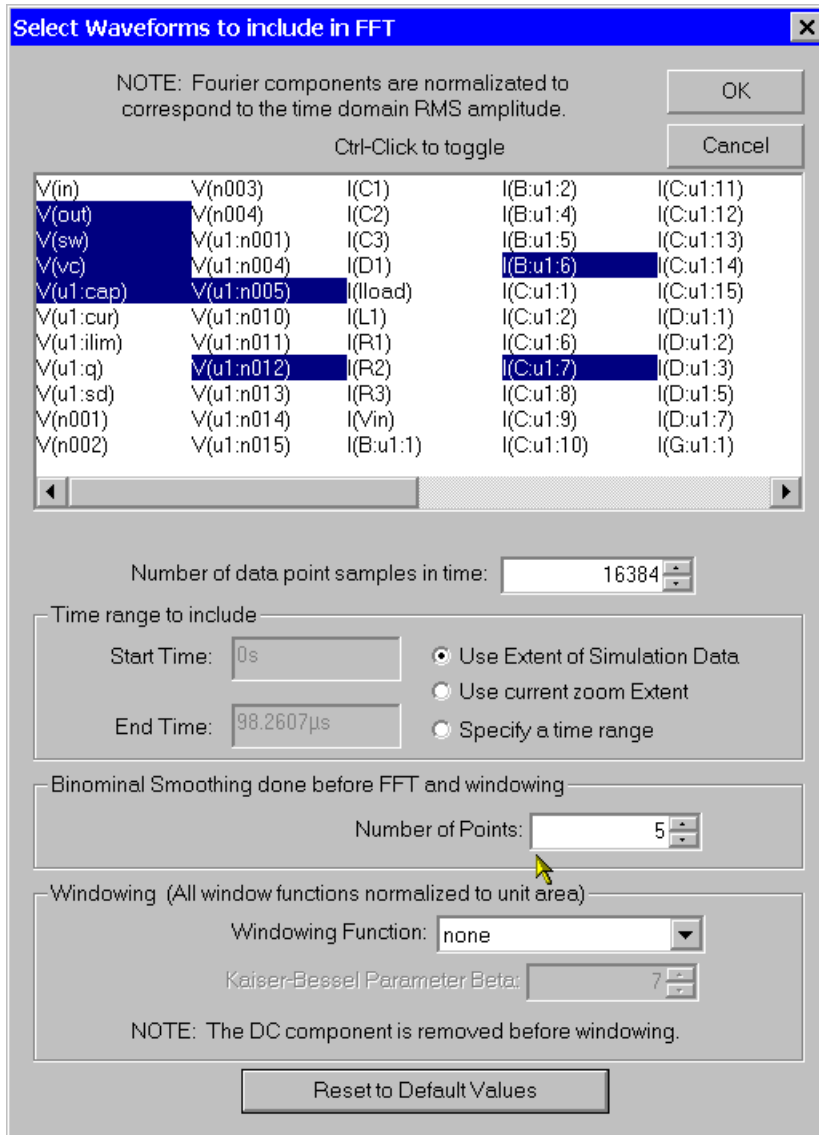 Select Waveforms to include in FFT
NOTE: Fourier components are normalizated to
correspond to the time domain RMS amplitude.
OK
Ctrl-Click to toggle
Cancel
V(in) V(n003) I(C1) I(B:u1:2) I(C:u1:11)
V(out) V(n004) I(C2) I(B:u1:4) I(C:u1:12)
V(sw) V(u1:n001) I(C3) I(B:u1:5) I(C:u1:13)
V(vc) V(u1:n004) I(D1) I(B:u1:6) I(C:u1:14)
V(u1:cap) V(u1:n005) I(Iload) I(C:u1:1) I(C:u1:15)
V(u1:cur) V(u1:n010) I(L1) I(C:u1:2) I(D:u1:1)
V(u1:ilim) V(u1:n011) I(R1) I(C:u1:6) I(D:u1:2)
V(u1:q) V(u1:n012) I(R2) I(C:u1:7) I(D:u1:3)
V(u1:sd) V(u1:n013) I(R3) I(C:u1:8) I(D:u1:5)
V(n001) V(u1:n014) I(Vin) I(C:u1:9) I(D:u1:7)
V(n002) V(u1:n015) I(B:u1:1) I(C:u1:10) I(G:u1:1)
Number of data point samples in time: 16384
Time range to include
Start Time: 0s
Use Extent of Simulation Data
Use current zoom Extent
End Time: 98.2607µs
Specify a time range
Binominal Smoothing done before FFT and windowing
Number of Points: 5
Windowing (All window functions normalized to unit area)
Windowing Function: none
Kaiser-Bessel Parameter Beta: 7
NOTE: The DC component is removed before windowing.
Reset to Default Values